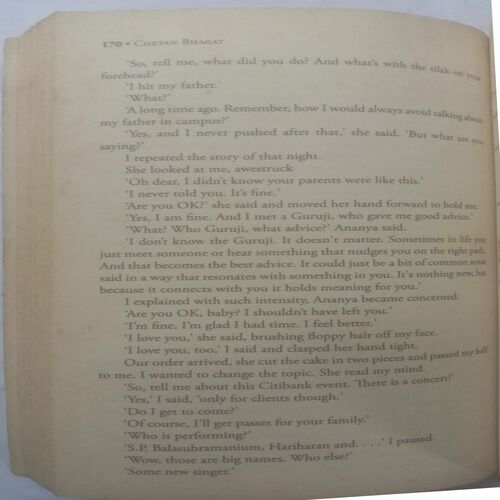 170 • CHETAN BHAGAT
'So, tell me, what did you do? And what's with the tilak on your
forehead?'
'I hit my father.'
'What?'
'A long time ago. Remember, how I would always avoid talking about
my father in campus?'
'Yes, and I never pushed after that,' she said. 'But what are you
saying?'
I repeated the story of that night.
She looked at me, awestruck
'Oh dear, I didn't know your parents were like this.'
'I never told you. It's fine.'
'Are you OK?' she said and moved her hand forward to hold me.
'Yes, I am fine. And I met a Guruji, who gave me good advice.'
'What? Who Guruji, what advice?' Ananya said.
'I don't know the Guruji. It doesn't matter. Sometimes in life you
just meet someone or hear something that nudges you on the right path.
And that becomes the best advice. It could just be a bit of common sense
said in a way that resonates with something in you. It's nothing new, but
because it connects with you it holds meaning for you.'
I explained with such intensity, Ananya became concerned.
'Are you OK, baby? I shouldn't have left you.'
'I'm fine. I'm glad I had time. I feel better.'
'I love you,' she said, brushing floppy hair off my face.
'I love you, too,' I said and clasped her hand tight.
Our order arrived, she cut the cake in two pieces and passed my half
to me. I wanted to change the topic. She read my mind.
'So, tell me about this Citibank event. There is a concert?'
'Yes,' I said, 'only for clients though.'
'Do I get to come?'
'Of course, I'll get passes for your family.'
'Who is performing?'
'S.P. Balasubramanium, Hariharan and. . . .' I paused.
'Wow, those are big names. Who else?'
'Some new singer.'